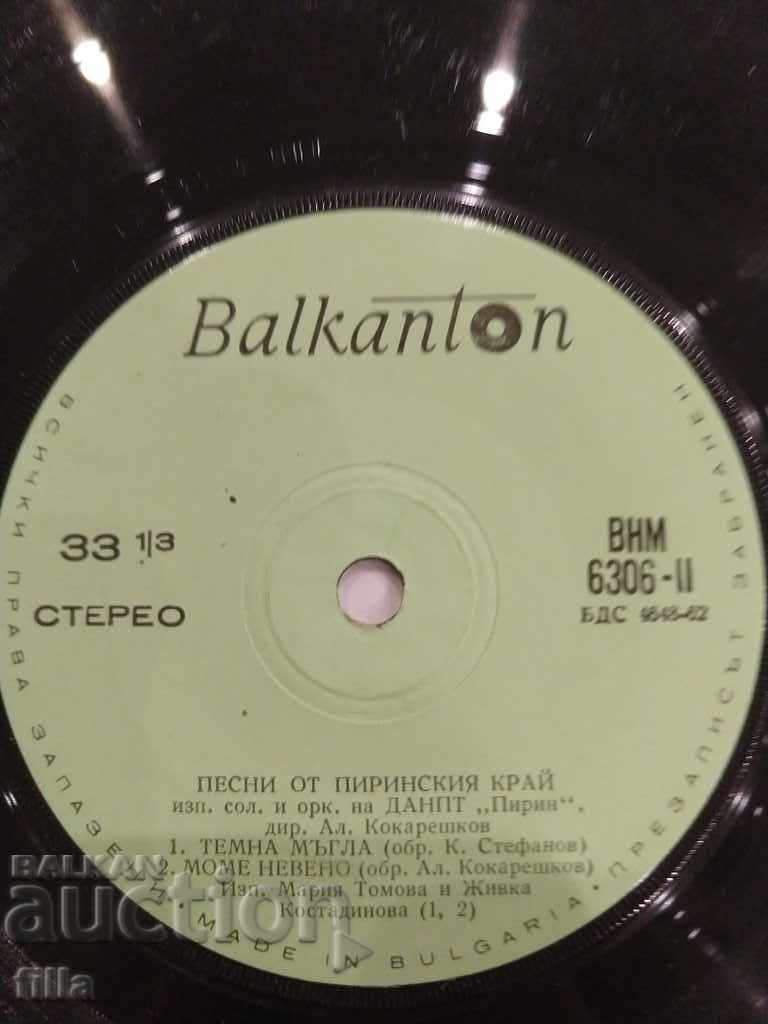 Balkanton
33 1/3
СТЕРЕО
ВНМ
6306-II
БДС 4848-62
ПЕСНИ ОТ ПИРИНСКИЯ КРАЙ
изп. сол. и орк. на ДАНПТ „Пирин“,
дир. Ал. Кокарешков
1. ТЕМНА МЪГЛА (обр. К. Стефанов)
2. МОМЕ НЕВЕНО (обр. Ал. Кокарешков)
Изп. Мария Томова и Живка
Костадинова (1, 2)
ВСИЧКИ ПРАВА ЗАПАЗЕНИ • MADE IN BULGARIA • ПРЕЗАПИСЪТ ЗАБРАНЕН
BALKAN
auction
filla